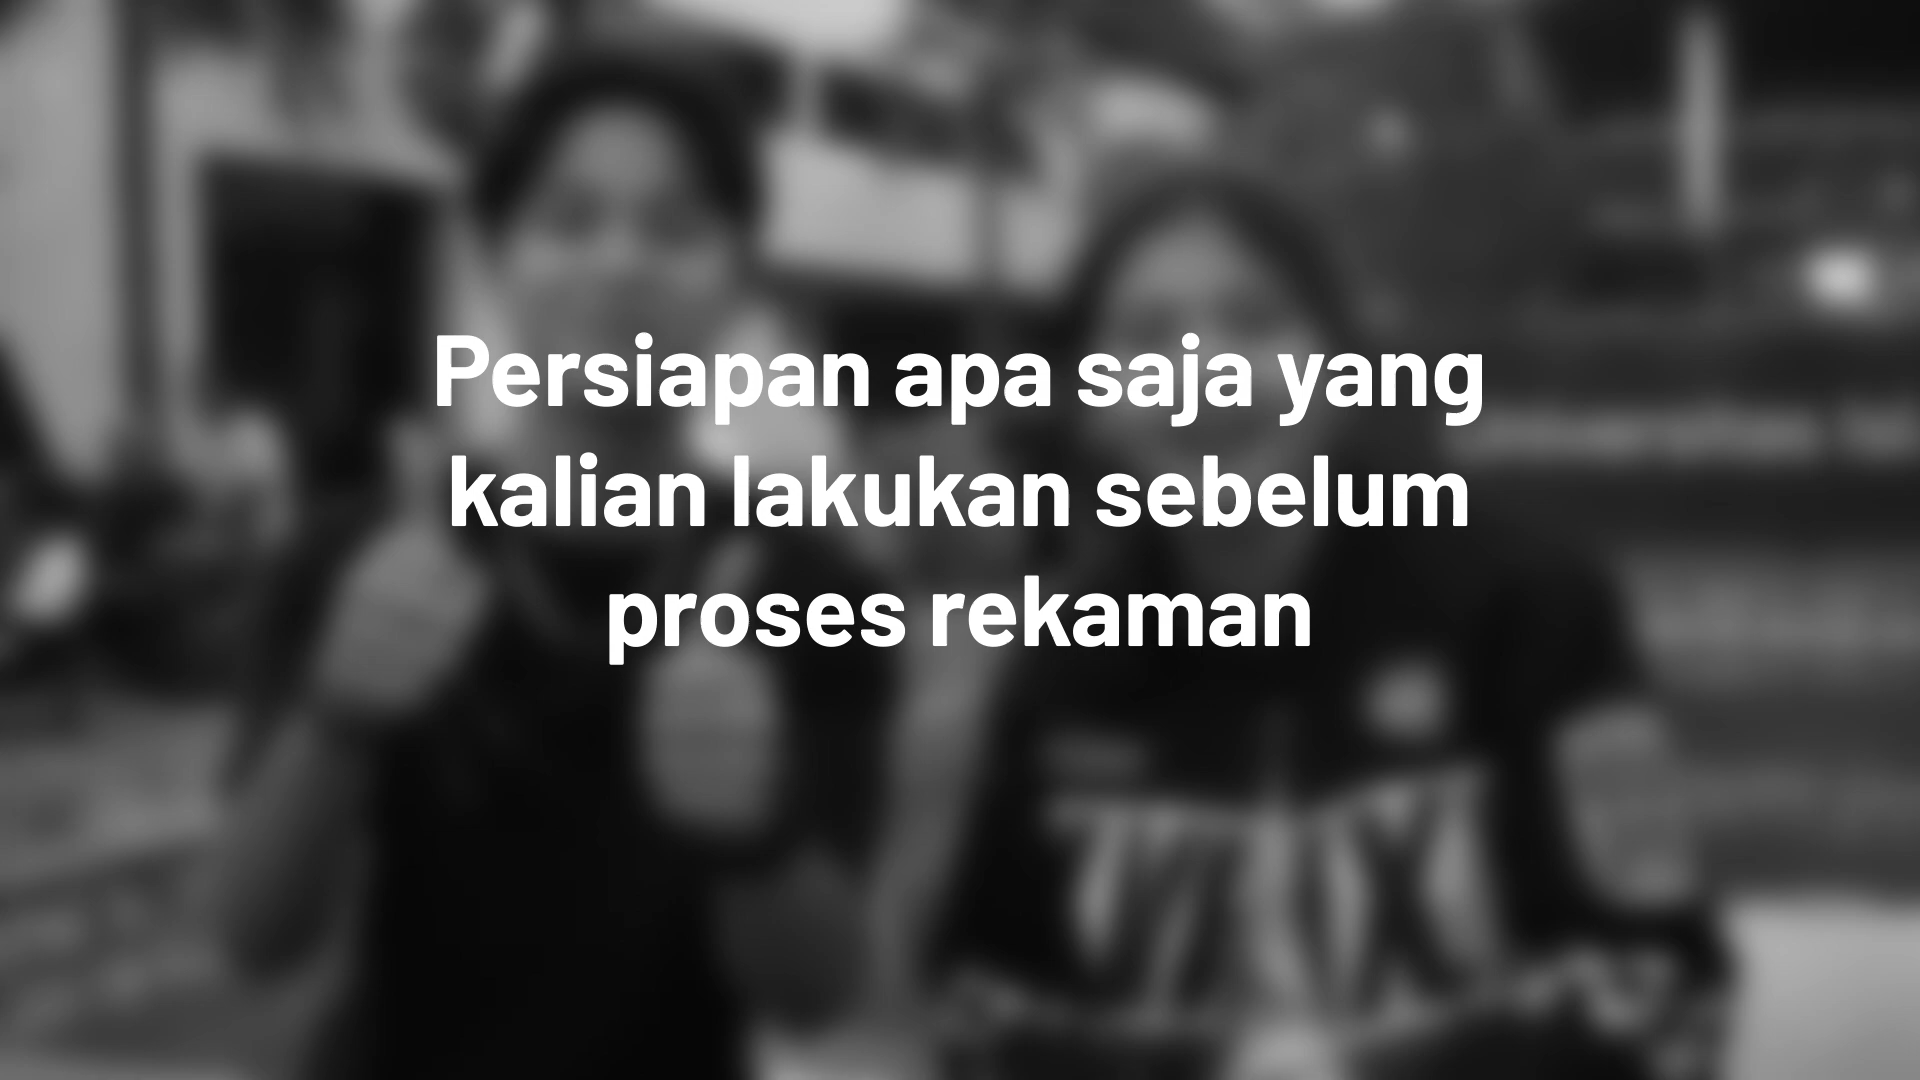 Persiapan apa saja yang
kalian lakukan sebelum
proses rekaman